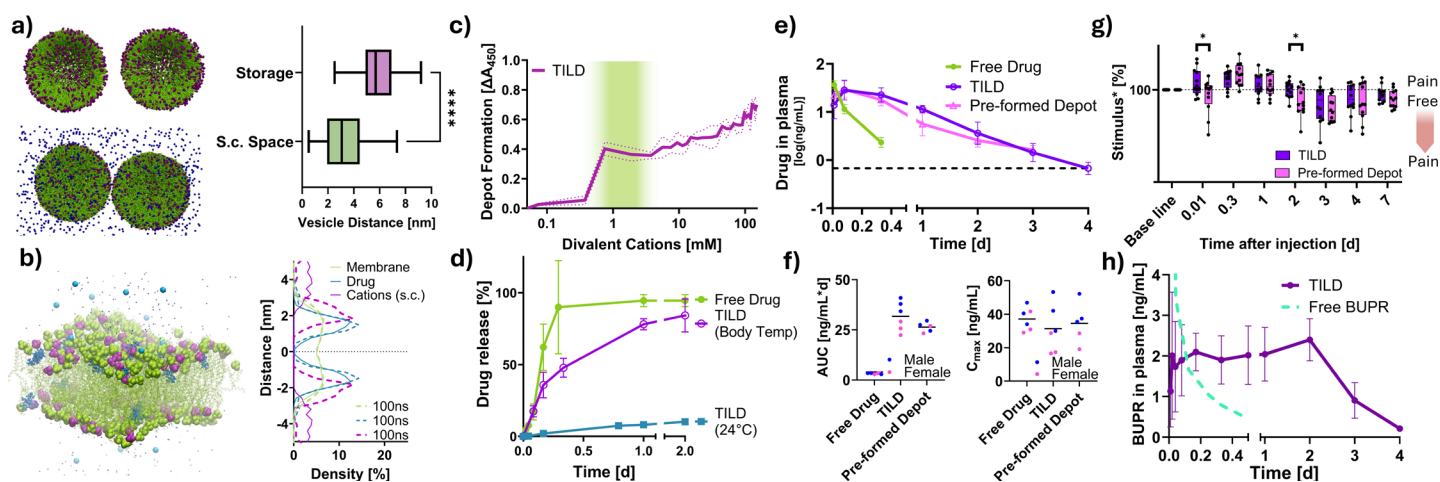 a)
Storage
S.c. Space
****
0 2 4 6 8 10
Vesicle Distance [nm]
b)
Membrane
Drug
Cations (s.c.)
Distance [nm]
4
2
0
-2
-4
100ns
100ns
100ns
0 10 20
Density [%]
c)
Depot Formation [ΔA450]
1.0
0.8
0.6
0.4
0.2
0.0
TILD
0.1 1 10 100
Divalent Cations [mM]
d)
Drug release [%]
100
50
0
Free Drug
TILD
(Body Temp)
TILD
(24°C)
0.0 0.5 1.0 2.0
Time [d]
e)
Drug in plasma
[log(ng/mL)]
2
1
0
-1
Free Drug
TILD
Pre-formed Depot
0.0 0.2 0.4 1 2 3 4
Time [d]
f)
AUC [ng/mL*d]
50
25
0
Male
Female
Free Drug
TILD
Pre-formed Depot
Cmax [ng/mL]
60
40
20
0
Male
Female
Free Drug
TILD
Pre-formed Depot
g)
Stimulus* [%]
100
*
*
Pain
Free
Pain
TILD
Pre-formed Depot
Base line
0.01
0.3
1
2
3
4
7
Time after injection [d]
h)
BUPR in plasma [ng/mL]
4
3
2
1
0
TILD
Free BUPR
0.0 0.2 0.4 1 2 3 4
Time [d]